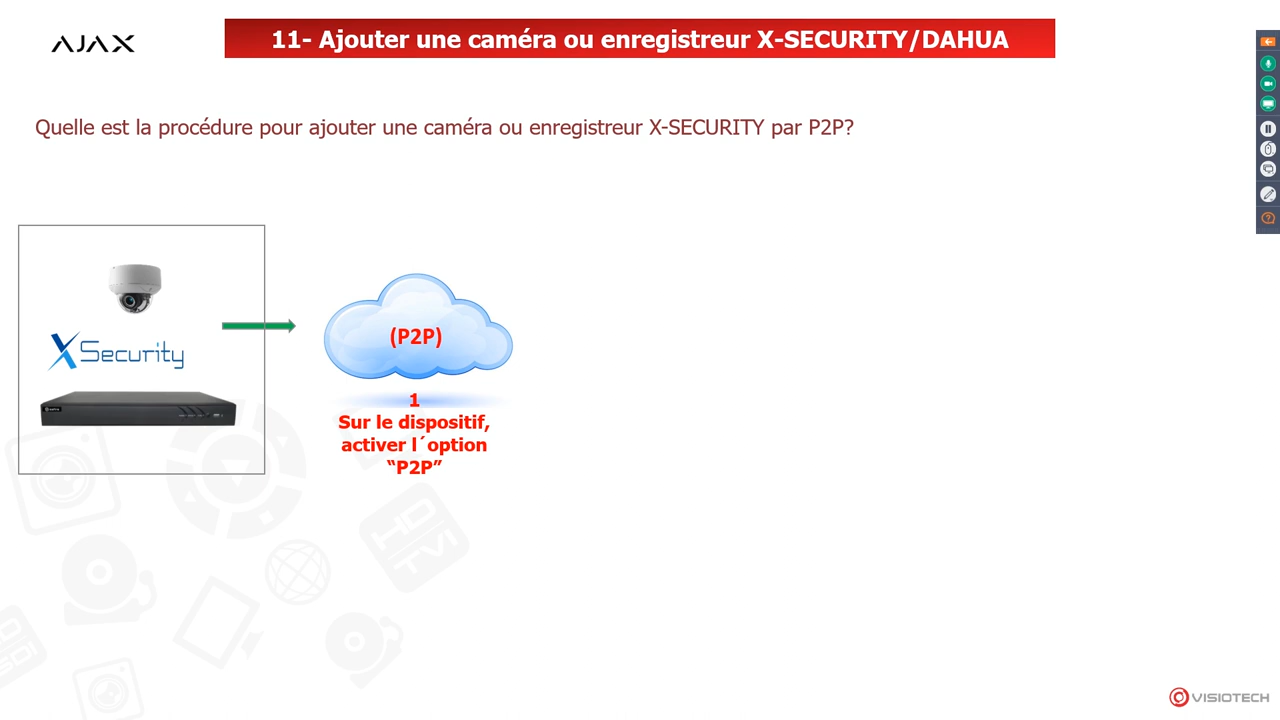 AJAX
11- Ajouter une caméra ou enregistreur X-SECURITY/DAHUA
Quelle est la procédure pour ajouter une caméra ou enregistreur X-SECURITY par P2P?
X Security
(P2P)
1
Sur le dispositif,
activer l´option
“P2P”
VISIOTECH